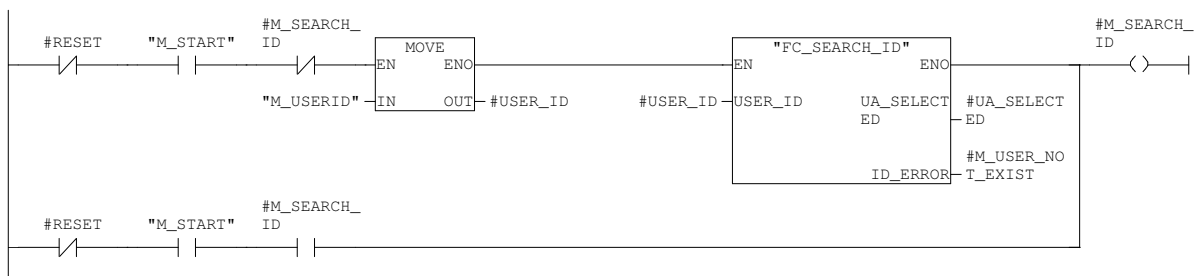 #M_SEARCH_
ID
#RESET
"M_START"
#M_SEARCH_
ID
MOVE
EN
ENO
"M_USERID"
IN
OUT
#USER_ID
"FC_SEARCH_ID"
EN
ENO
#USER_ID
USER_ID
UA_SELECT
ED
#UA_SELECT
ED
ID_ERROR
#M_USER_NO
T_EXIST
#RESET
"M_START"
#M_SEARCH_
ID